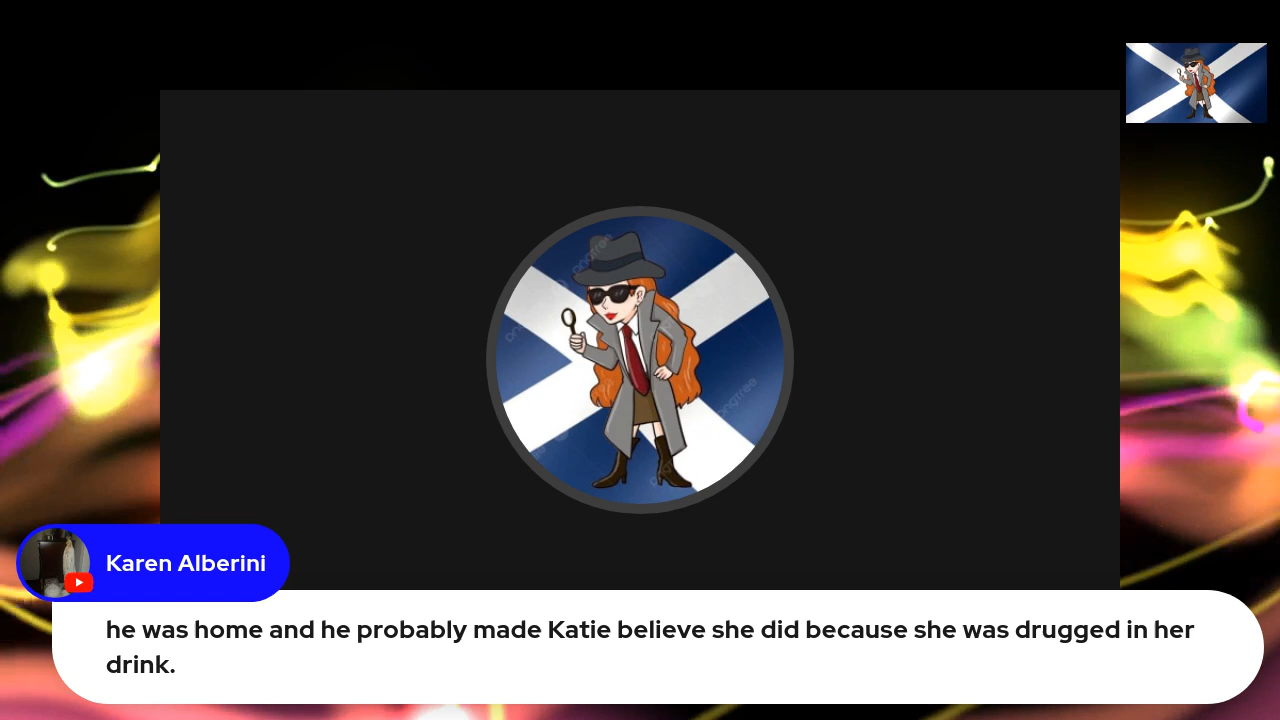 Karen Alberini
he was home and he probably made Katie believe she did because she was drugged in her
drink.